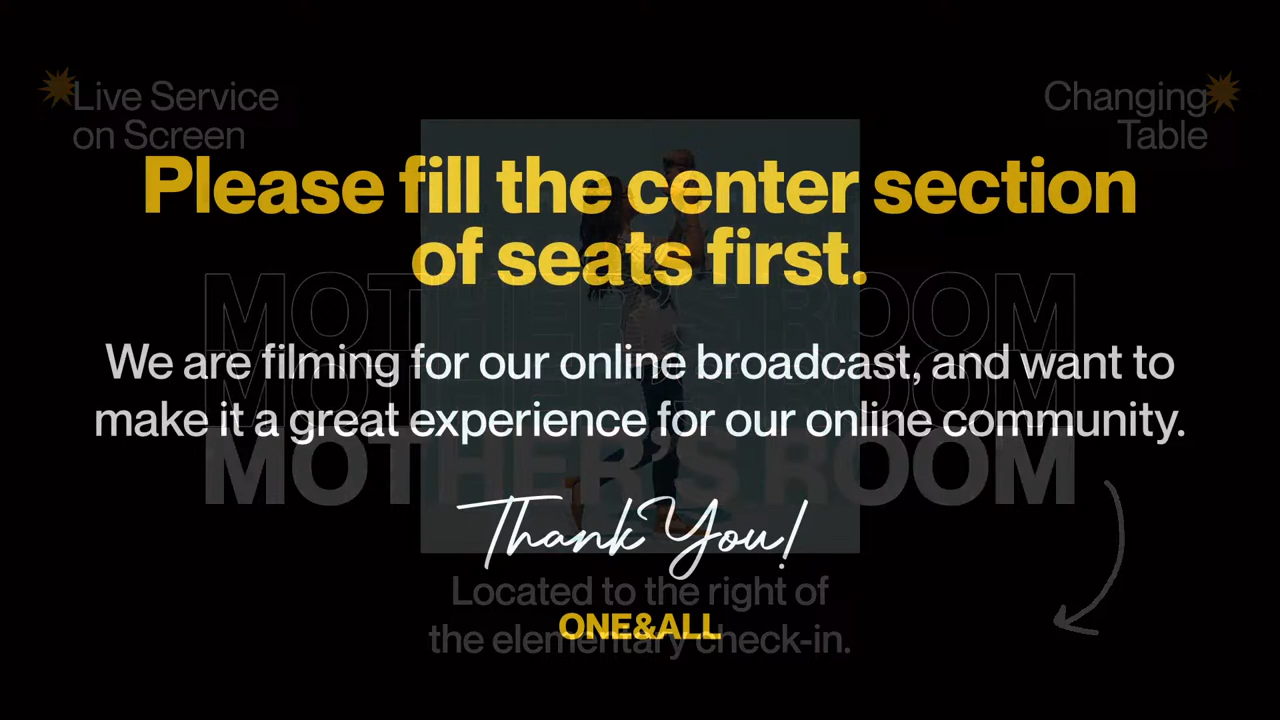 Live Service
on Screen
Changing
Table
Please fill the center section
of seats first.
MOTHER'S ROOM
MOTHER'S ROOM
We are filming for our online broadcast, and want to
make it a great experience for our online community.
MOTHER'S ROOM
Thank You!
Located to the right of
ONE&ALL
the elementary check-in.